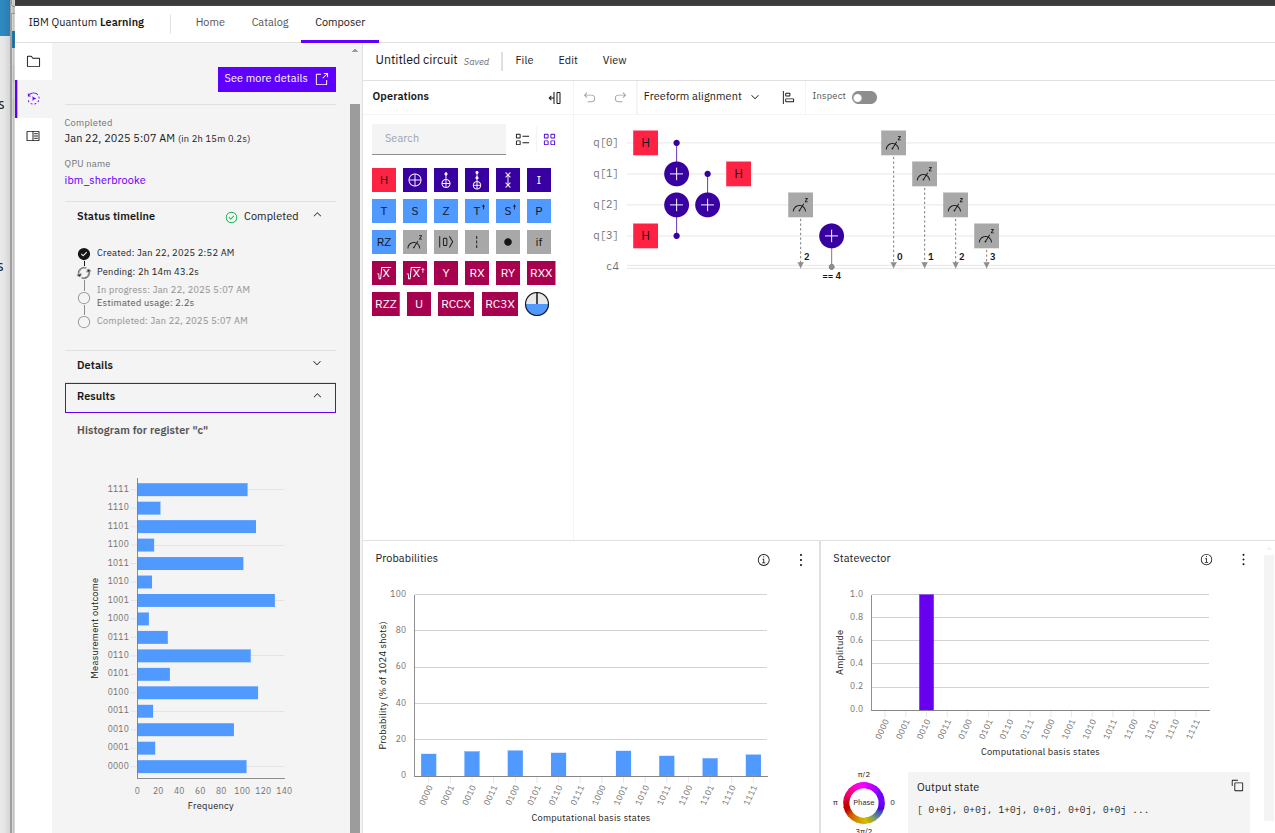 IBM Quantum Learning
Home
Catalog
Composer
See more details
Completed
Jan 22, 2025 5:07 AM (in 2h 15m 0.2s)
QPU name
ibm_sherbrooke
Status timeline
Completed
Created: Jan 22, 2025 2:52 AM
Pending: 2h 14m 43.2s
In progress: Jan 22, 2025 5:07 AM
Estimated usage: 2.2s
Completed: Jan 22, 2025 5:07 AM
Details
Results
Histogram for register "c"
Measurement outcome
1111
1110
1101
1100
1011
1010
1001
1000
0111
0110
0101
0100
0011
0010
0001
0000
0 20 40 60 80 100 120 140
Frequency
Untitled circuit Saved
File
Edit
View
Operations
Search
H
I
T S Z T† S† P
RZ
z
|0⟩
if
√X √X† Y RX RY RXX
RZZ U RCCX RC3X
Freeform alignment
Inspect
q[0] H z
q[1] H z
q[2] z z
q[3] H z
c4 2 0 1 2 3
== 4
Probabilities
Probability (% of 1024 shots)
100
80
60
40
20
0
0000 0001 0010 0011 0100 0101 0110 0111 1000 1001 1010 1011 1100 1101 1110 1111
Computational basis states
Statevector
Amplitude
1.0
0.8
0.6
0.4
0.2
0.0
0000 0001 0010 0011 0100 0101 0110 0111 1000 1001 1010 1011 1100 1101 1110 1111
Computational basis states
π/2
π
Phase
0
3π/2
Output state
[ 0+0j, 0+0j, 1+0j, 0+0j, 0+0j, 0+0j ...